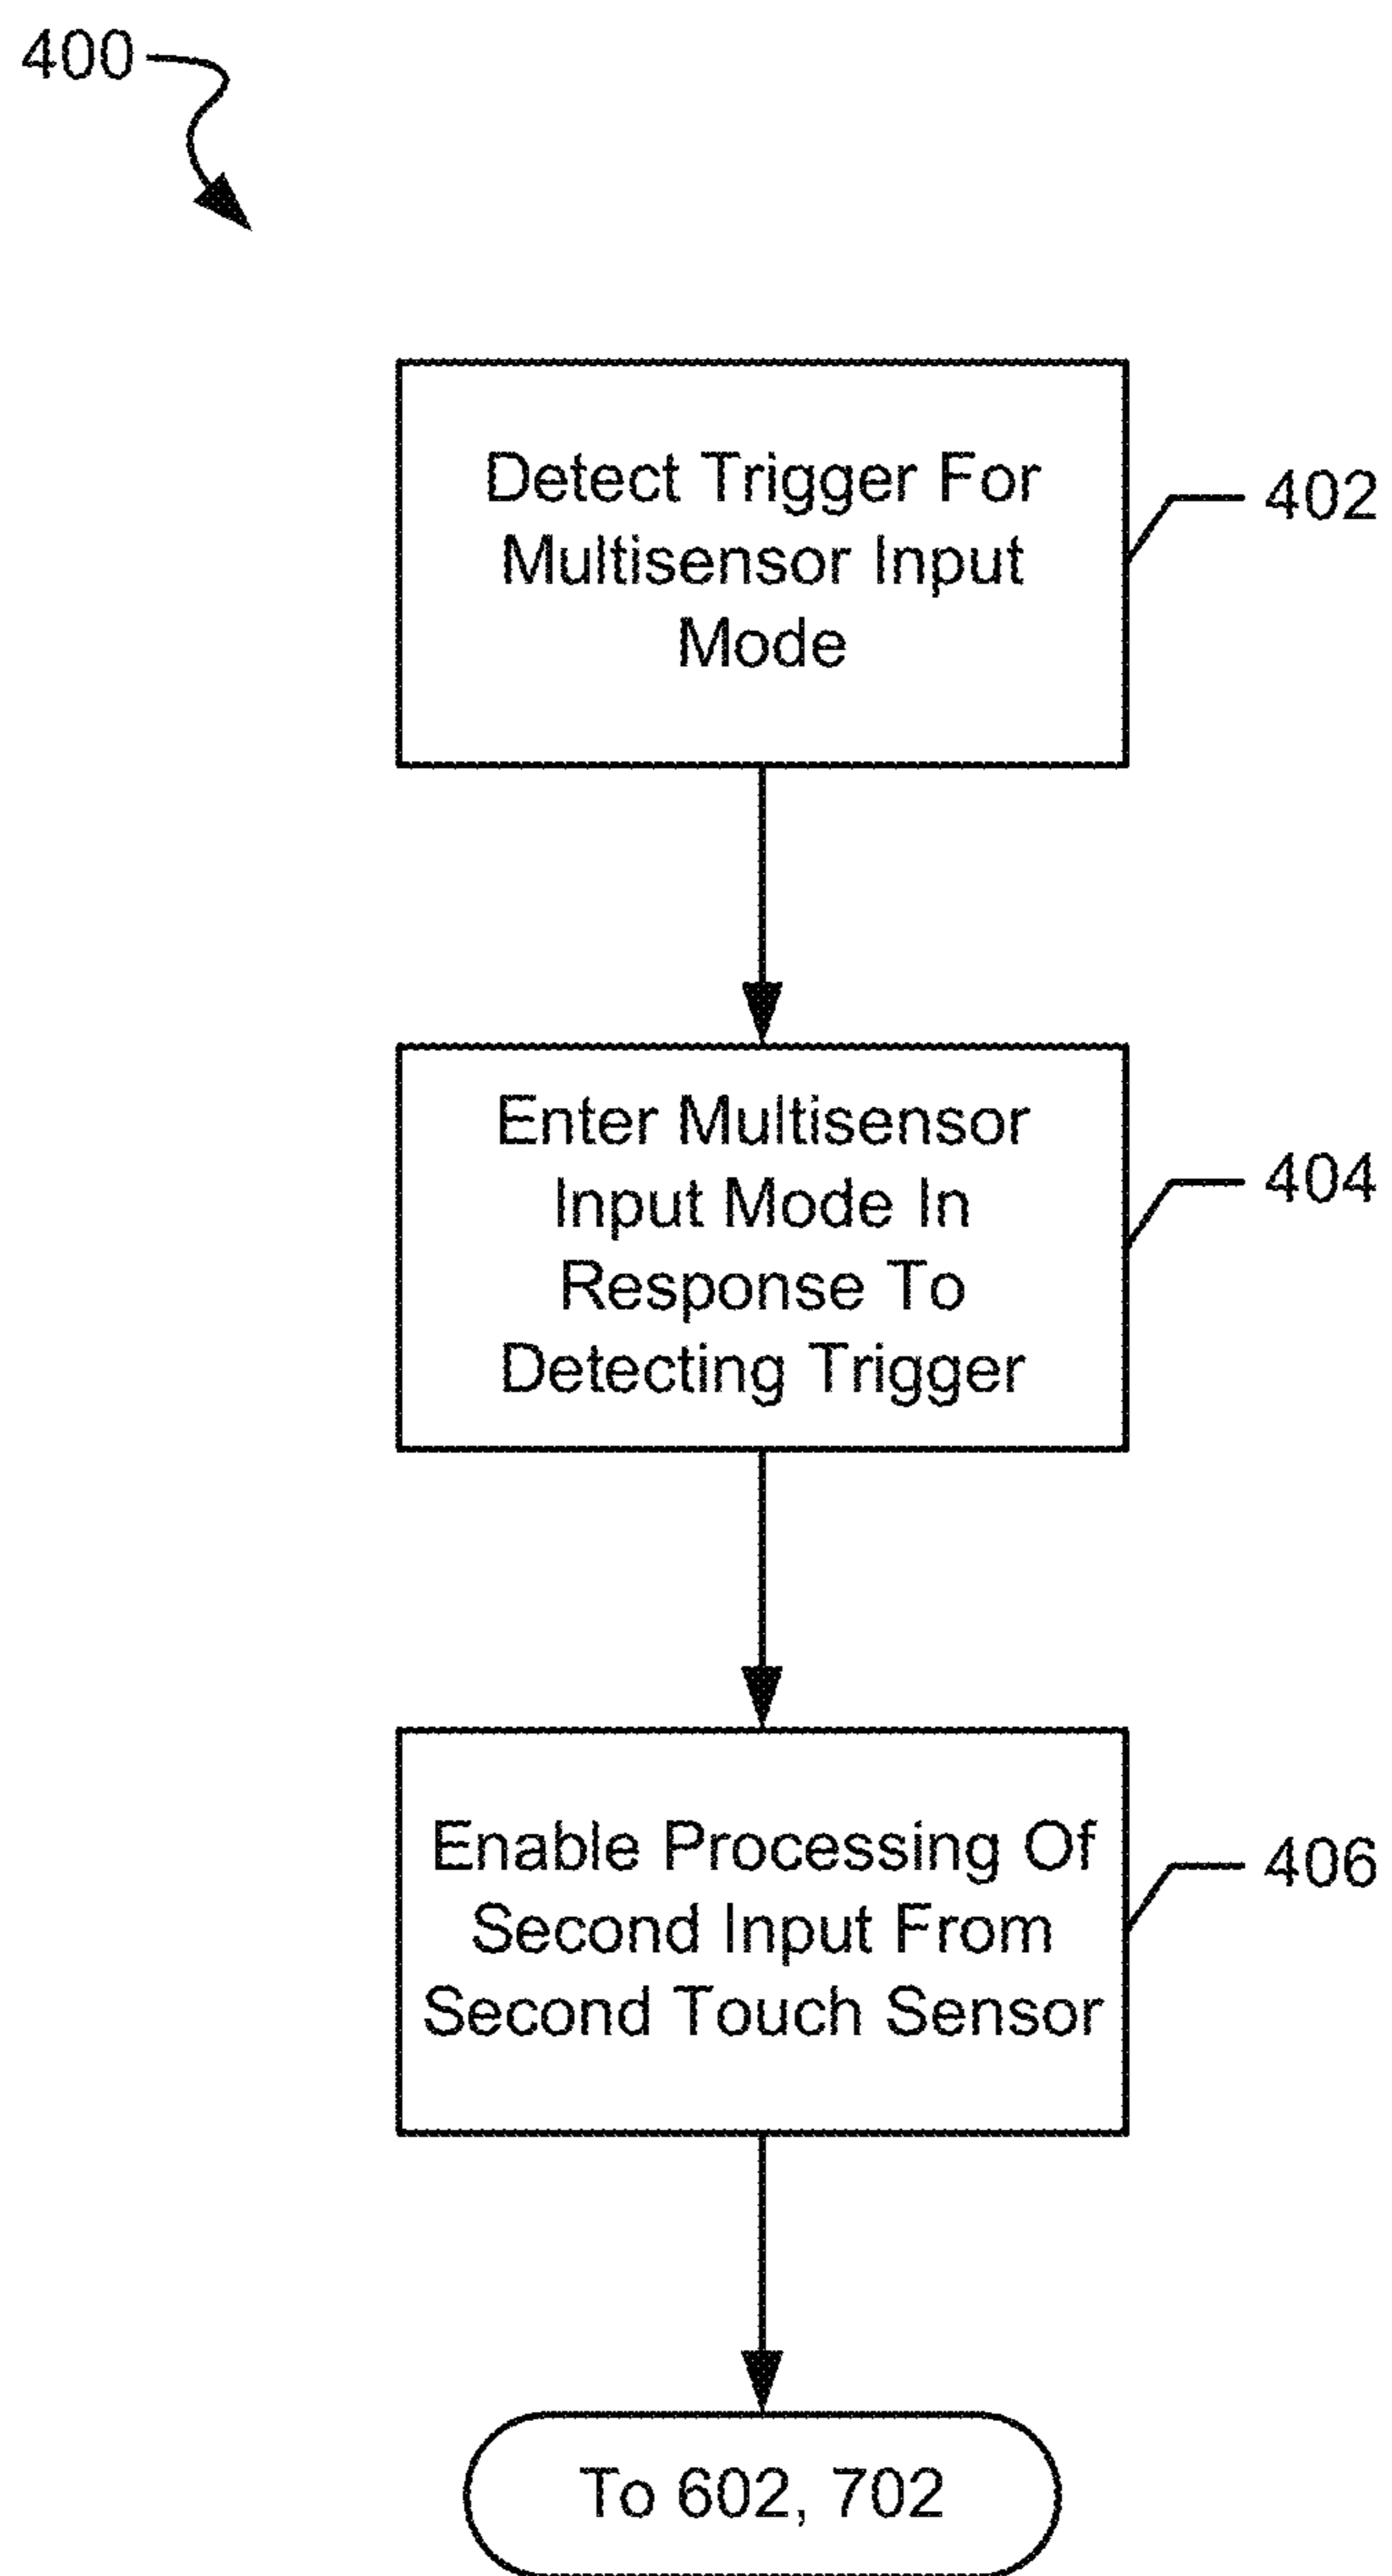 400
Detect Trigger For
Multisensor Input
Mode
402
Enter Multisensor
Input Mode In
Response To
Detecting Trigger
404
Enable Processing Of
Second Input From
Second Touch Sensor
406
To 602, 702